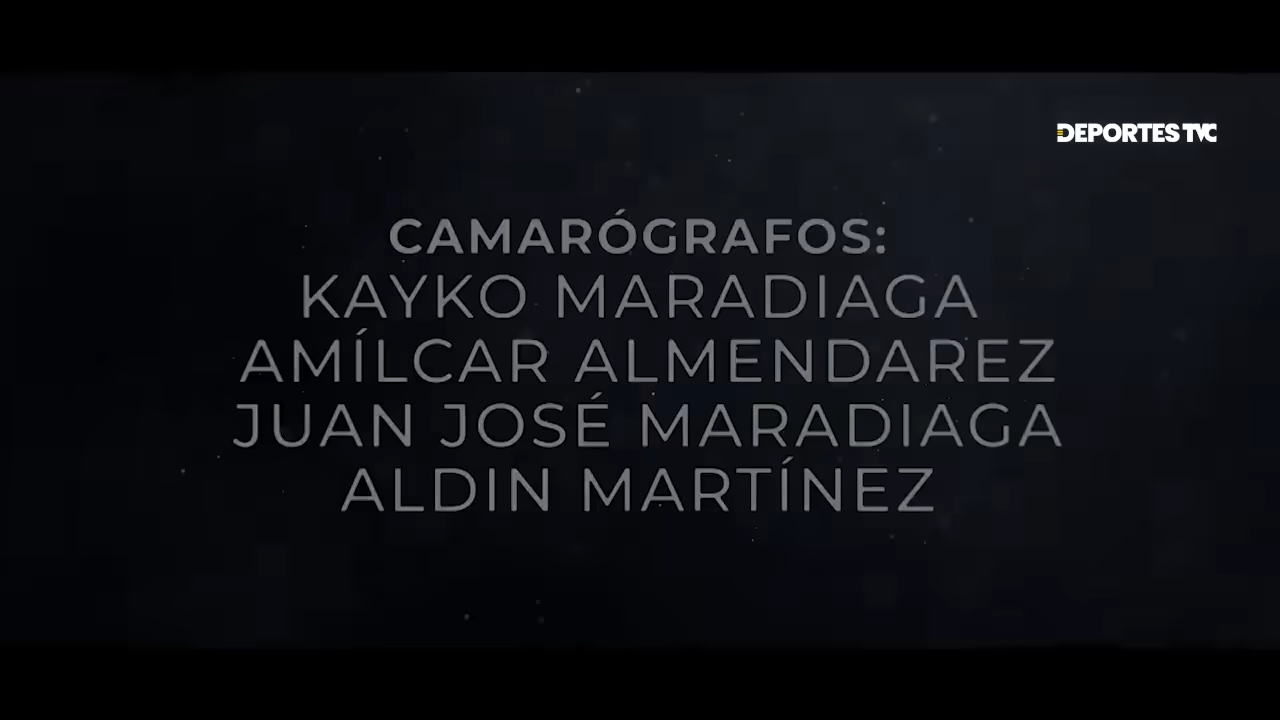 DEPORTES TVC
CAMARÓGRAFOS:
KAYKO MARADIAGA
AMÍLCAR ALMENDAREZ
JUAN JOSÉ MARADIAGA
ALDIN MARTÍNEZ